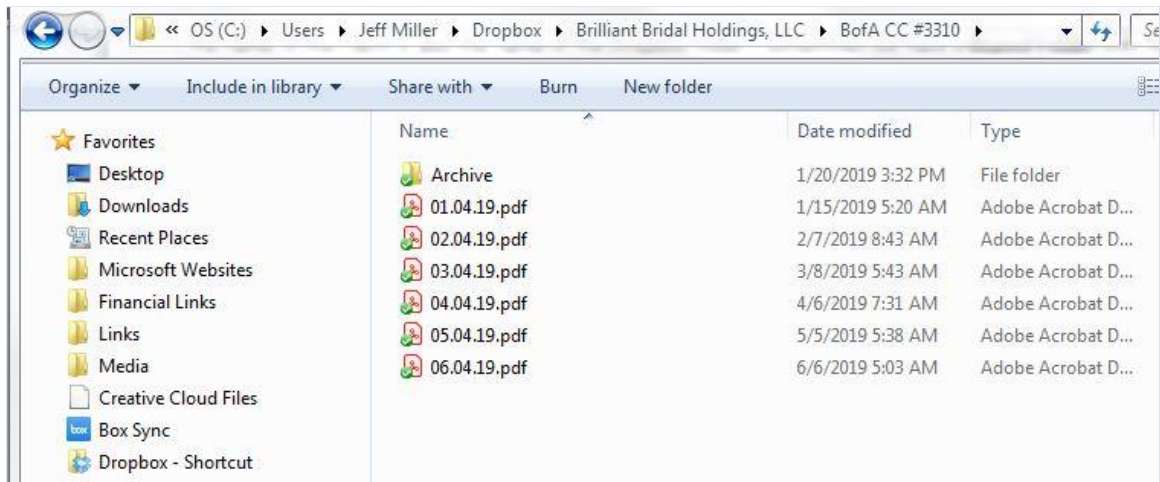 « OS (C:) ▸ Users ▸ Jeff Miller ▸ Dropbox ▸ Brilliant Bridal Holdings, LLC ▸ BofA CC #3310 ▸ Se
Organize ▾ Include in library ▾ Share with ▾ Burn New folder
Name Date modified Type
Favorites
Desktop
Downloads
Recent Places
Microsoft Websites
Financial Links
Links
Media
Creative Cloud Files
box Box Sync
Dropbox - Shortcut
Archive 1/20/2019 3:32 PM File folder
01.04.19.pdf 1/15/2019 5:20 AM Adobe Acrobat D...
02.04.19.pdf 2/7/2019 8:43 AM Adobe Acrobat D...
03.04.19.pdf 3/8/2019 5:43 AM Adobe Acrobat D...
04.04.19.pdf 4/6/2019 7:31 AM Adobe Acrobat D...
05.04.19.pdf 5/5/2019 5:38 AM Adobe Acrobat D...
06.04.19.pdf 6/6/2019 5:03 AM Adobe Acrobat D...